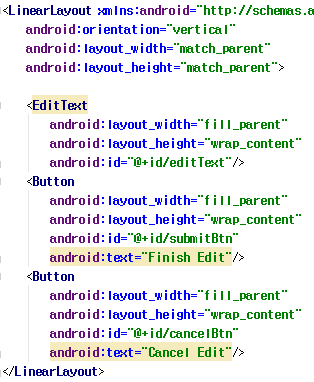 <LinearLayout xmlns:android="http://schemas.a
    android:orientation="vertical"
    android:layout_width="match_parent"
    android:layout_height="match_parent">
    <EditText
        android:layout_width="fill_parent"
        android:layout_height="wrap_content"
        android:id="@+id/editText"/>
    <Button
        android:layout_width="fill_parent"
        android:layout_height="wrap_content"
        android:id="@+id/submitBtn"
        android:text="Finish Edit"/>
    <Button
        android:layout_width="fill_parent"
        android:layout_height="wrap_content"
        android:id="@+id/cancelBtn"
        android:text="Cancel Edit"/>
</LinearLayout>